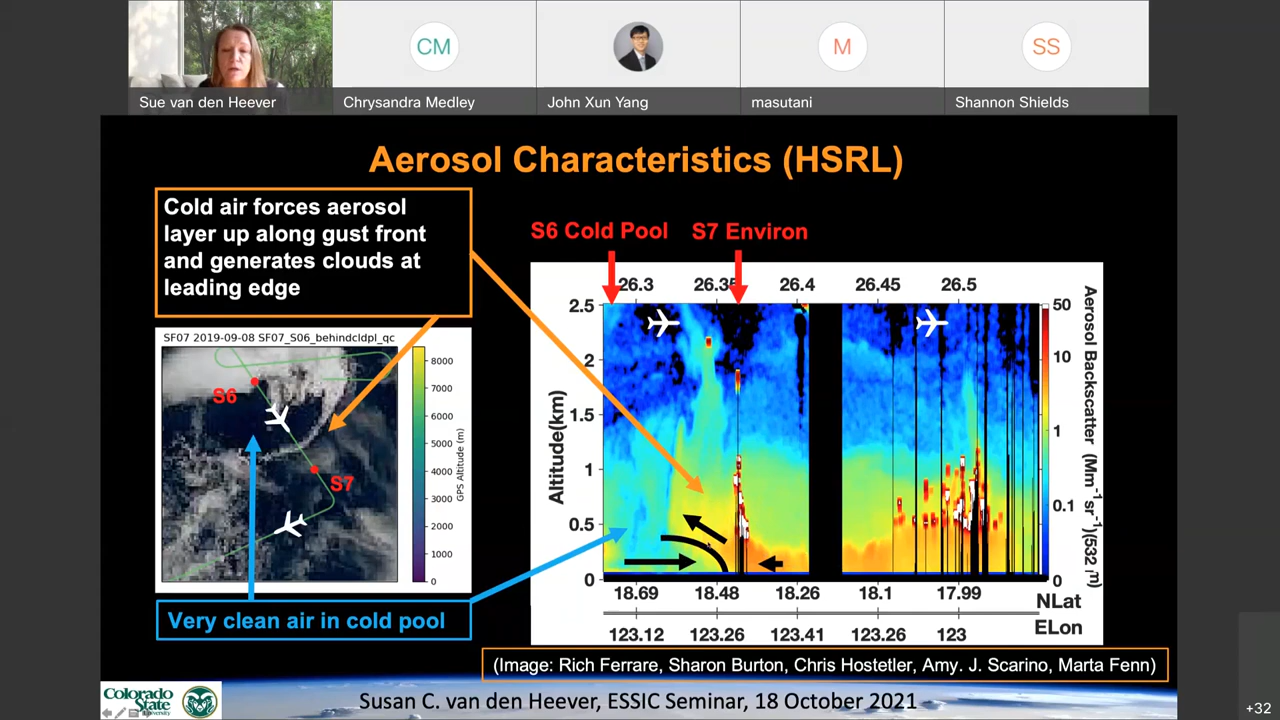 CM
M
SS
Sue van den Heever
Chrysandra Medley
John Xun Yang
masutani
Shannon Shields
Aerosol Characteristics (HSRL)
Cold air forces aerosol
layer up along gust front
and generates clouds at
leading edge
S6 Cold Pool
S7 Environ
SF07 2019-09-08 SF07_S06_behindcldpl_qc
S6
S7
8000
7000
6000
5000
4000
3000
2000
1000
0
GPS Altitude (m)
Very clean air in cold pool
26.3
26.35
26.4
26.45
26.5
2.5
2
1.5
1
0.5
0
Altitude(km)
50
10
1
0.1
0
Aerosol Backscatter (Mm-1sr-1)(532 m)
18.69
18.48
18.26
18.1
17.99
NLat
123.12
123.26
123.41
123.26
123
ELon
(Image: Rich Ferrare, Sharon Burton, Chris Hostetler, Amy. J. Scarino, Marta Fenn)
Colorado
State
University
Susan C. van den Heever, ESSIC Seminar, 18 October 2021
+32